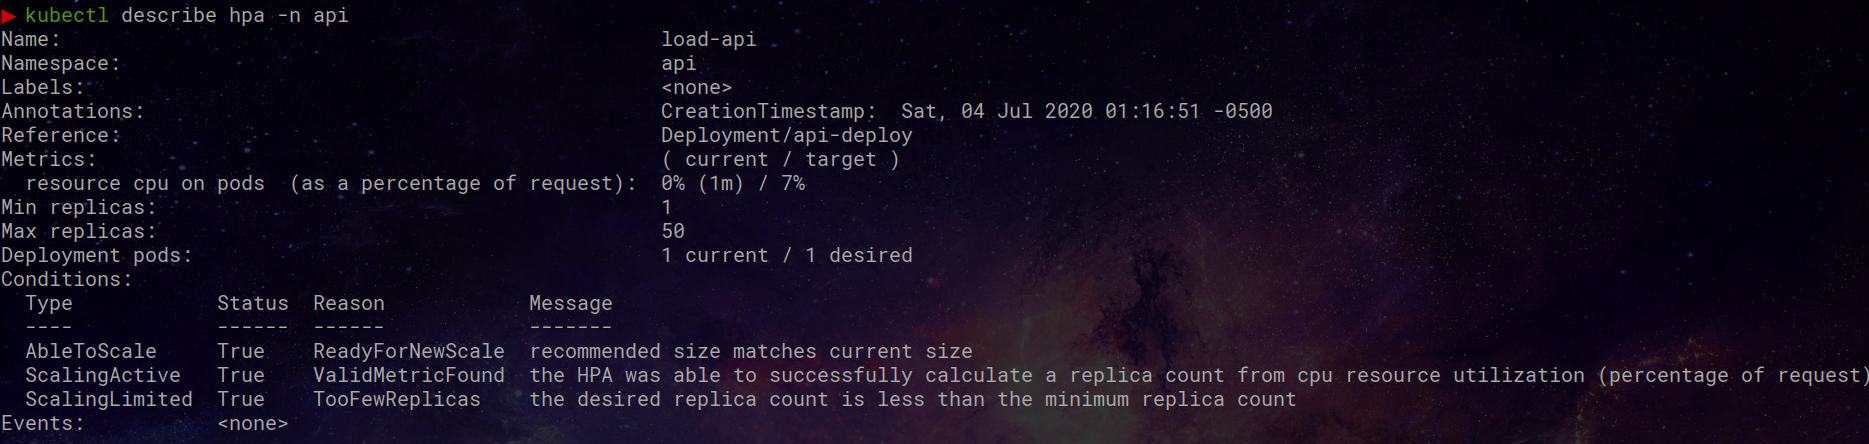 ▶ kubectl describe hpa -n api
Name:                                                  load-api
Namespace:                                             api
Labels:                                                <none>
Annotations:                                           CreationTimestamp:  Sat, 04 Jul 2020 01:16:51 -0500
Reference:                                             Deployment/api-deploy
Metrics:                                               ( current / target )
  resource cpu on pods  (as a percentage of request):  0% (1m) / 7%
Min replicas:                                          1
Max replicas:                                          50
Deployment pods:                                       1 current / 1 desired
Conditions:
  Type            Status  Reason            Message
  ----            ------  ------            -------
  AbleToScale     True    ReadyForNewScale  recommended size matches current size
  ScalingActive   True    ValidMetricFound  the HPA was able to successfully calculate a replica count from cpu resource utilization (percentage of request)
  ScalingLimited  True    TooFewReplicas    the desired replica count is less than the minimum replica count
Events:           <none>